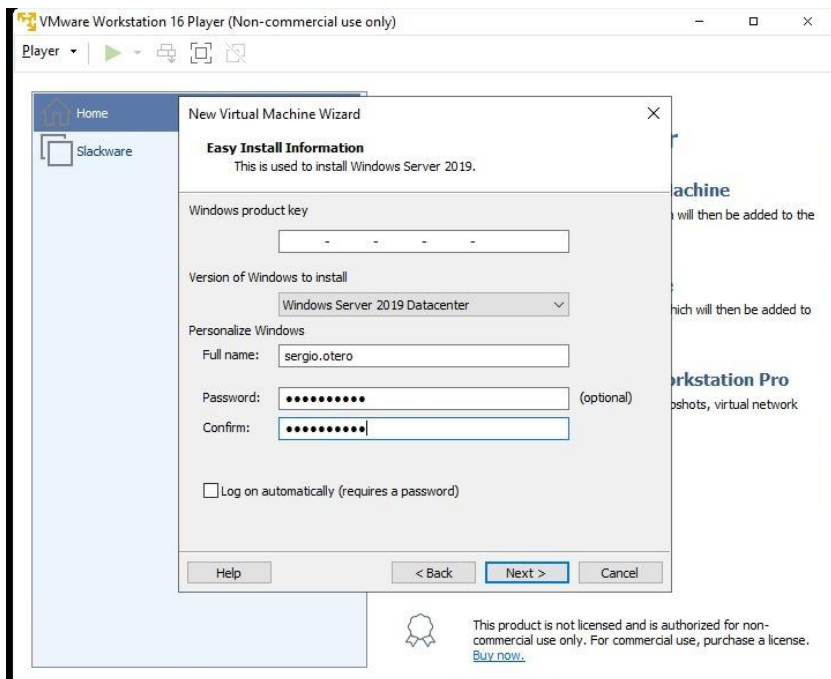 VMware Workstation 16 Player (Non-commercial use only)
Player
Home
Slackware
New Virtual Machine Wizard
Easy Install Information
This is used to install Windows Server 2019.
Windows product key
- - - -
Version of Windows to install
Windows Server 2019 Datacenter
Personalize Windows
Full name: sergio.otero
Password: ●●●●●●●●●● (optional)
Confirm: ●●●●●●●●●●
Log on automatically (requires a password)
Help < Back Next > Cancel
r
achine
will then be added to the
hich will then be added to
orkstation Pro
pshots, virtual network
This product is not licensed and is authorized for non-
commercial use only. For commercial use, purchase a license.
Buy now.